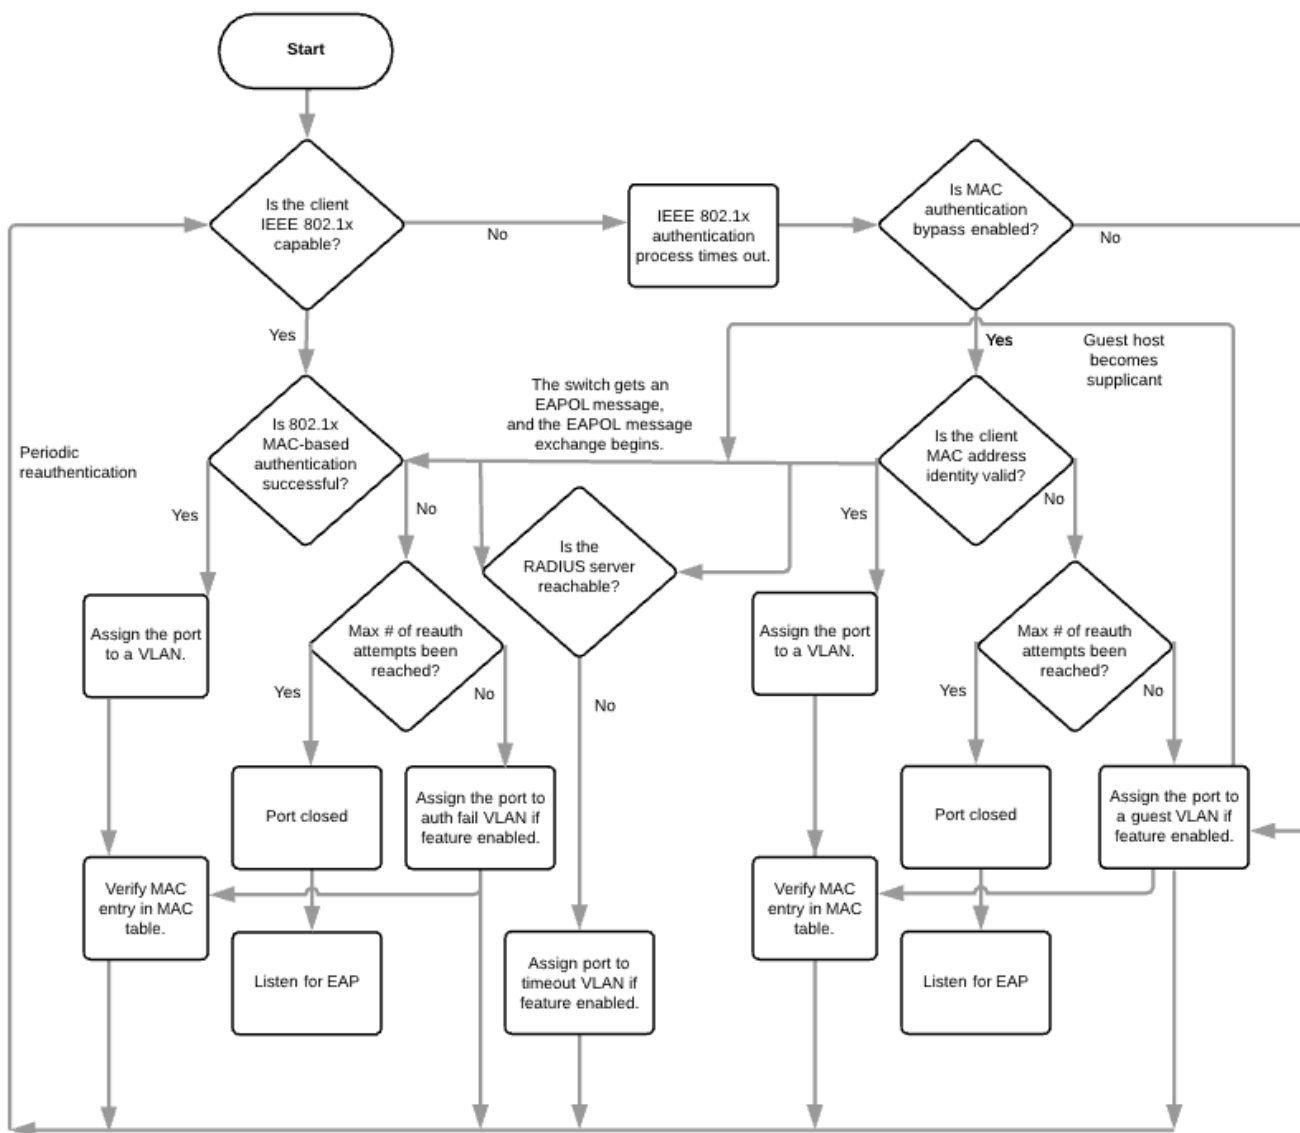 Start
Is the client
IEEE 802.1x
capable?
No
IEEE 802.1x
authentication
process times out.
Is MAC
authentication
bypass enabled?
No
Yes
Yes
Guest host
becomes
supplicant
The switch gets an
EAPOL message,
and the EAPOL message
exchange begins.
Periodic
reauthentication
Is 802.1x
MAC-based
authentication
successful?
Is the client
MAC address
identity valid?
Yes
No
Yes
No
Is the
RADIUS server
reachable?
Assign the port
to a VLAN.
Max # of reauth
attempts been
reached?
Assign the port
to a VLAN.
Max # of reauth
attempts been
reached?
Yes
No
No
Yes
No
Port closed
Assign the port to
auth fail VLAN if
feature enabled.
Port closed
Assign the port to
a guest VLAN if
feature enabled.
Verify MAC
entry in MAC
table.
Verify MAC
entry in MAC
table.
Listen for EAP
Assign port to
timeout VLAN if
feature enabled.
Listen for EAP